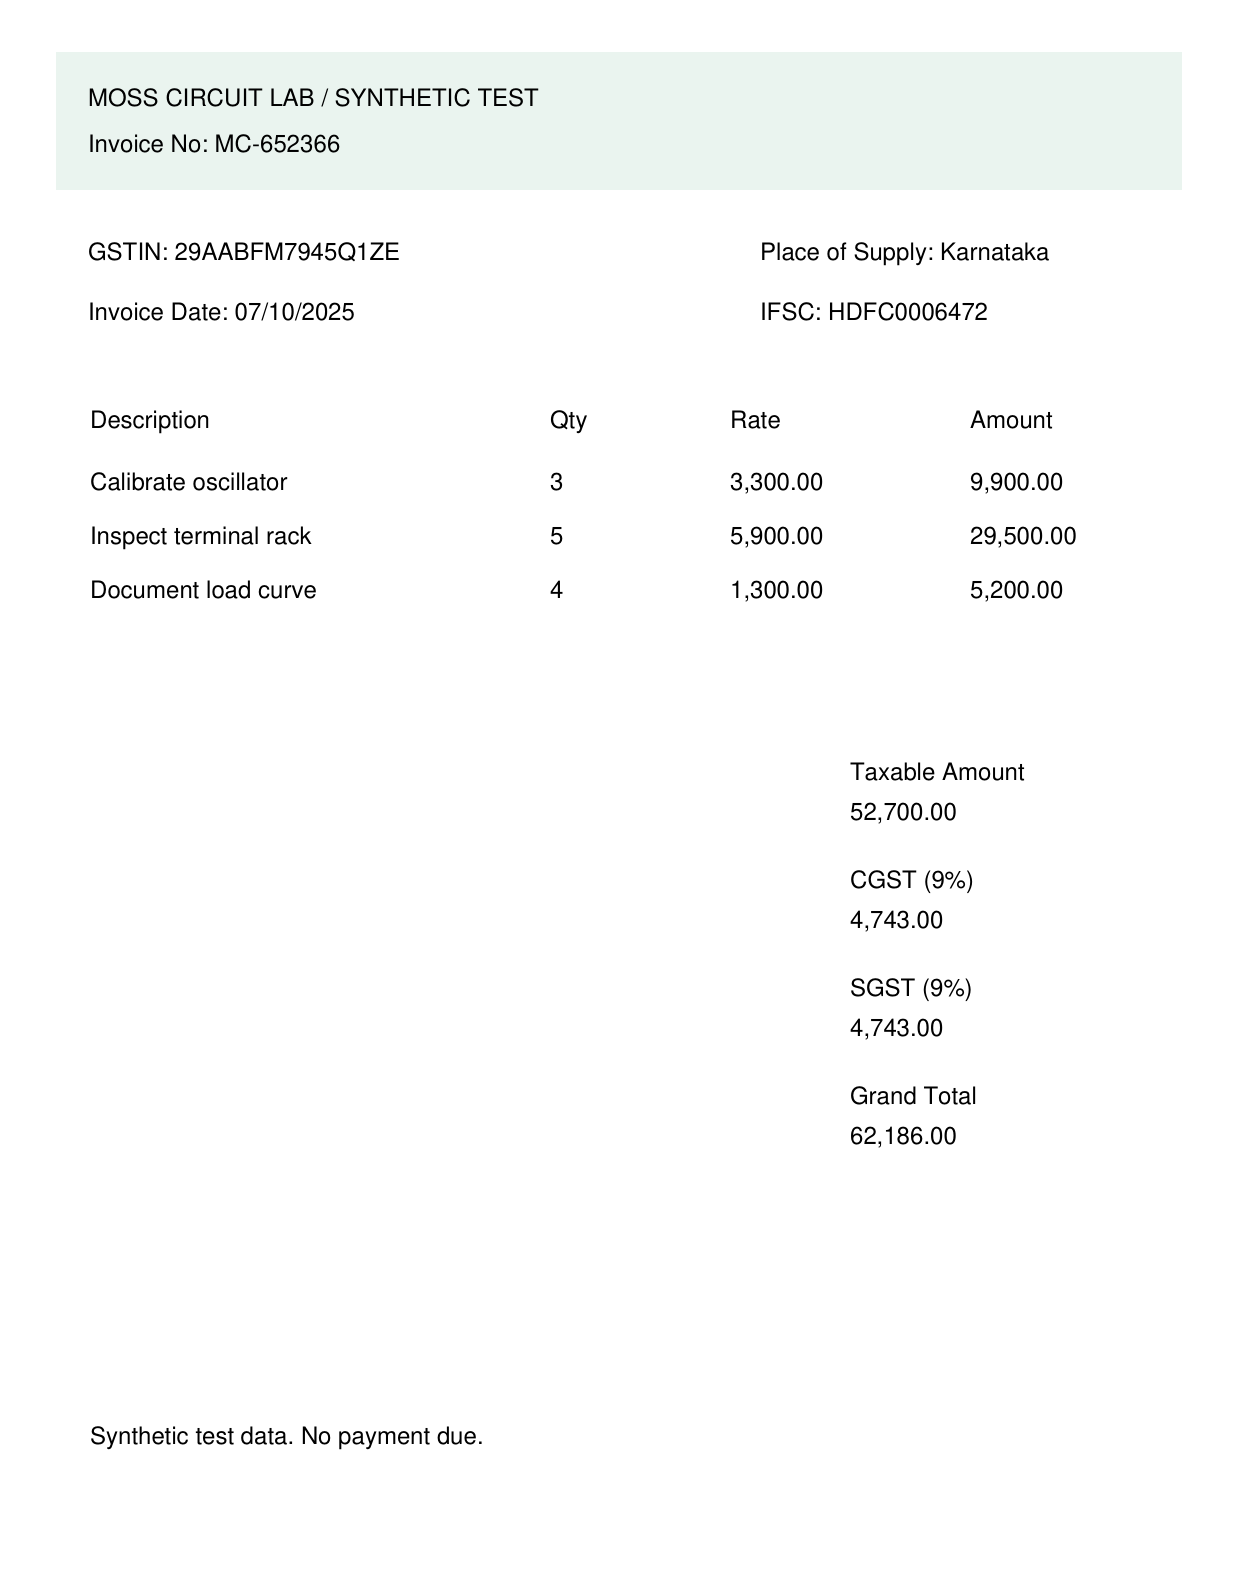 MOSS CIRCUIT LAB / SYNTHETIC TEST
Invoice No: MC-652366
GSTIN: 29AABFM7945Q1ZE Place of Supply: Karnataka
Invoice Date: 07/10/2025 IFSC: HDFC0006472
Description Qty Rate Amount
Calibrate oscillator 3 3,300.00 9,900.00
Inspect terminal rack 5 5,900.00 29,500.00
Document load curve 4 1,300.00 5,200.00
Taxable Amount
52,700.00
CGST (9%)
4,743.00
SGST (9%)
4,743.00
Grand Total
62,186.00
Synthetic test data. No payment due.